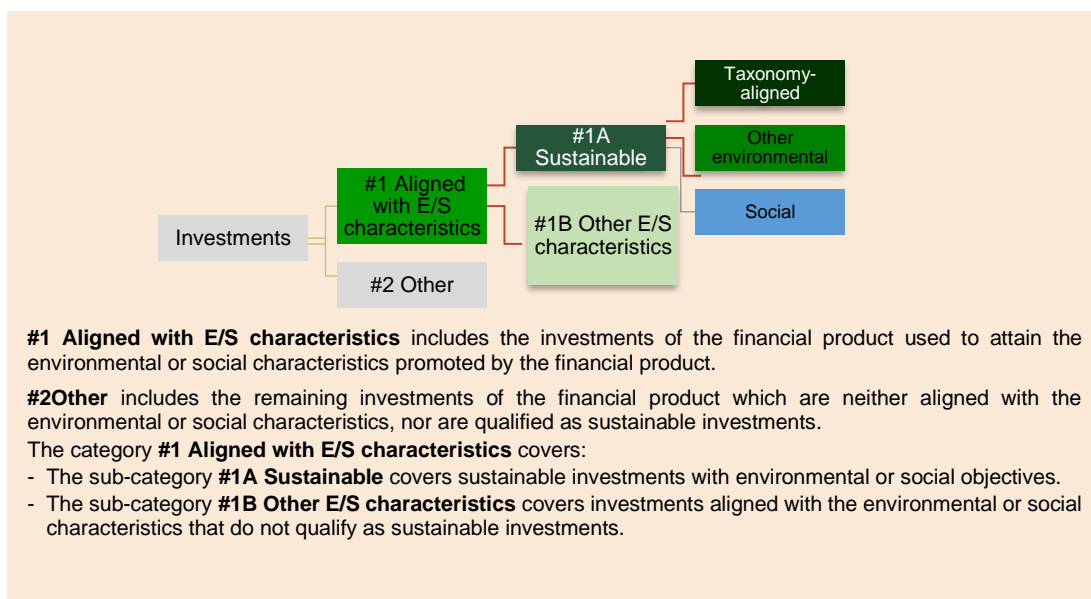 Taxonomy-
aligned
#1A
Sustainable
Other
environmental
#1 Aligned
with E/S
characteristics
Social
#1B Other E/S
characteristics
Investments
#2 Other
#1 Aligned with E/S characteristics includes the investments of the financial product used to attain the
environmental or social characteristics promoted by the financial product.
#2Other includes the remaining investments of the financial product which are neither aligned with the
environmental or social characteristics, nor are qualified as sustainable investments.
The category #1 Aligned with E/S characteristics covers:
- The sub-category #1A Sustainable covers sustainable investments with environmental or social objectives.
- The sub-category #1B Other E/S characteristics covers investments aligned with the environmental or social
characteristics that do not qualify as sustainable investments.